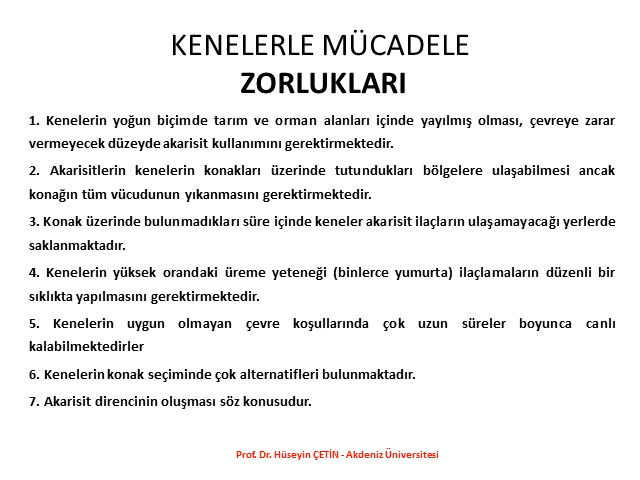 KENELERLE MÜCADELE
ZORLUKLARI
1. Kenelerin yoğun biçimde tarım ve orman alanları içinde yayılmış olması, çevreye zarar
vermeyecek düzeyde akarisit kullanımını gerektirmektedir.
2. Akarisitlerin kenelerin konakları üzerinde tutundukları bölgelere ulaşabilmesi ancak
konağın tüm vücudunun yıkanmasını gerektirmektedir.
3. Konak üzerinde bulunmadıkları süre içinde keneler akarisit ilaçların ulaşamayacağı yerlerde
saklanmaktadır.
4. Kenelerin yüksek orandaki üreme yeteneği (binlerce yumurta) ilaçlamaların düzenli bir
sıklıkta yapılmasını gerektirmektedir.
5. Kenelerin uygun olmayan çevre koşullarında çok uzun süreler boyunca canlı
kalabilmektedirler
6. Kenelerin konak seçiminde çok alternatifleri bulunmaktadır.
7. Akarisit direncinin oluşması söz konusudur.
Prof. Dr. Hüseyin ÇETİN - Akdeniz Üniversitesi